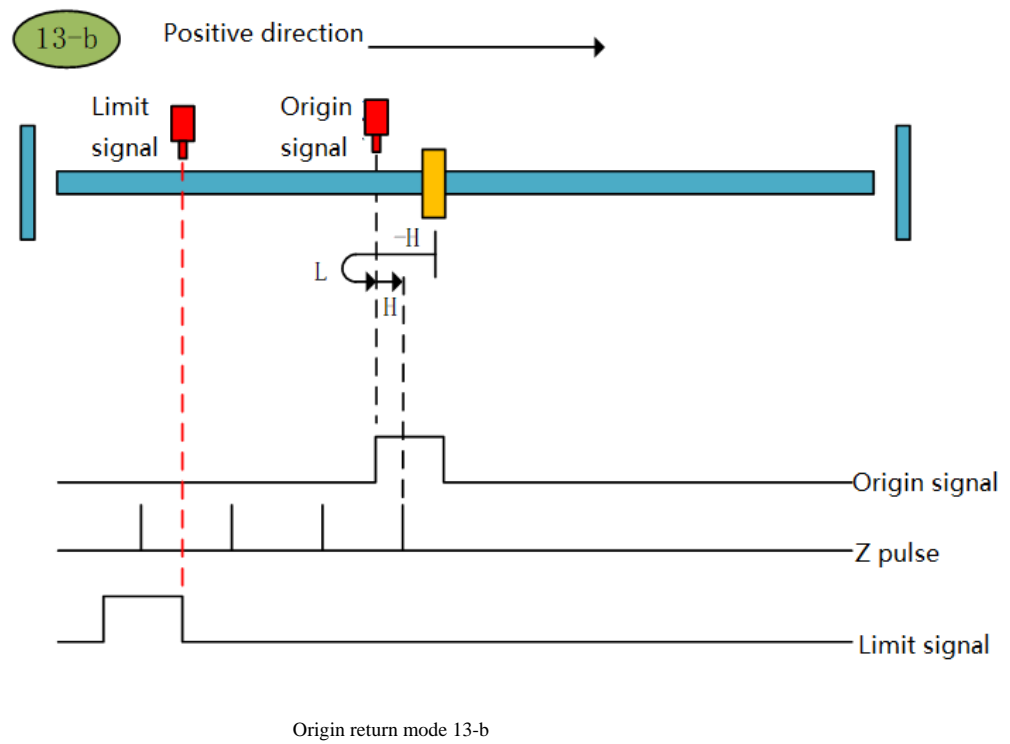 13-b
Positive direction
Limit
signal
Origin
signal
-H
L
H
Origin signal
Z pulse
Limit signal
Origin return mode 13-b